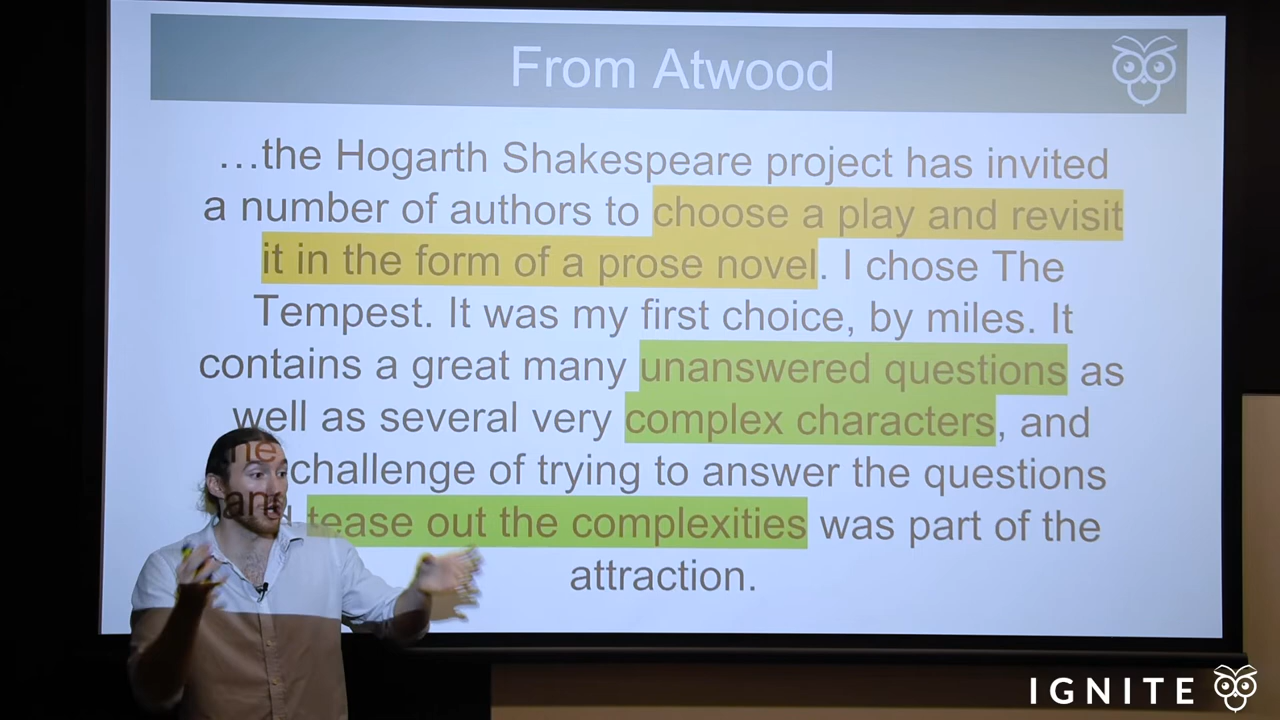 From Atwood
…the Hogarth Shakespeare project has invited
a number of authors to choose a play and revisit
it in the form of a prose novel. I chose The
Tempest. It was my first choice, by miles. It
contains a great many unanswered questions as
well as several very complex characters, and
he challenge of trying to answer the questions
and tease out the complexities was part of the
attraction.
IGNITE